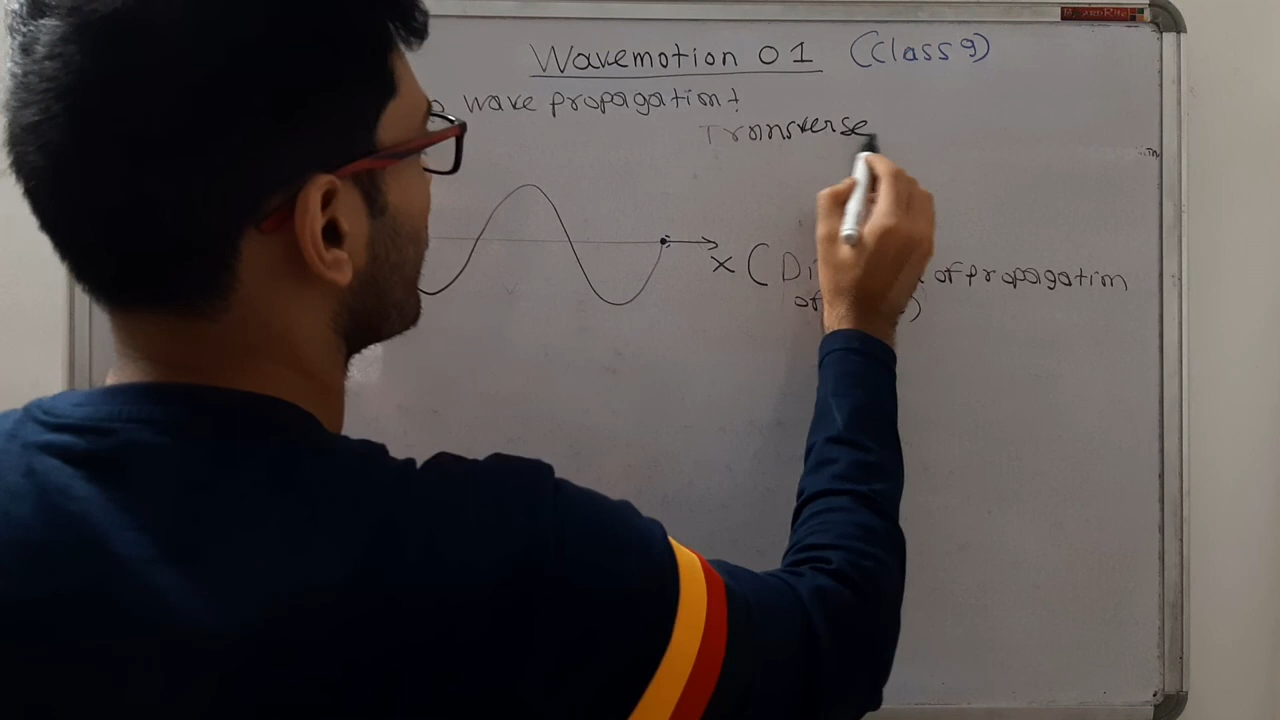 Wavemotion 01 (Class 9)
wave propagation:
Transverse
X ( of propagation
of )